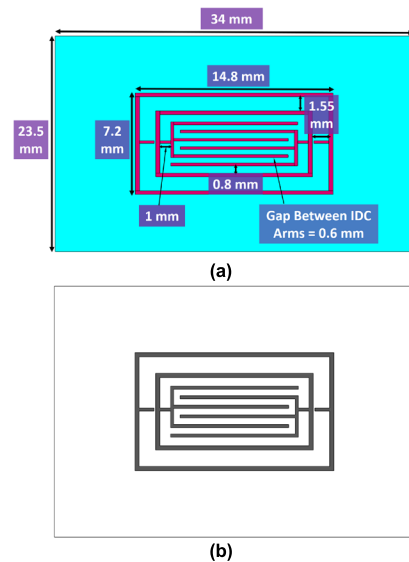 34 mm
14.8 mm
1.55
mm
23.5
mm
7.2
mm
0.8 mm
1 mm
Gap Between IDC
Arms = 0.6 mm
(a)
(b)